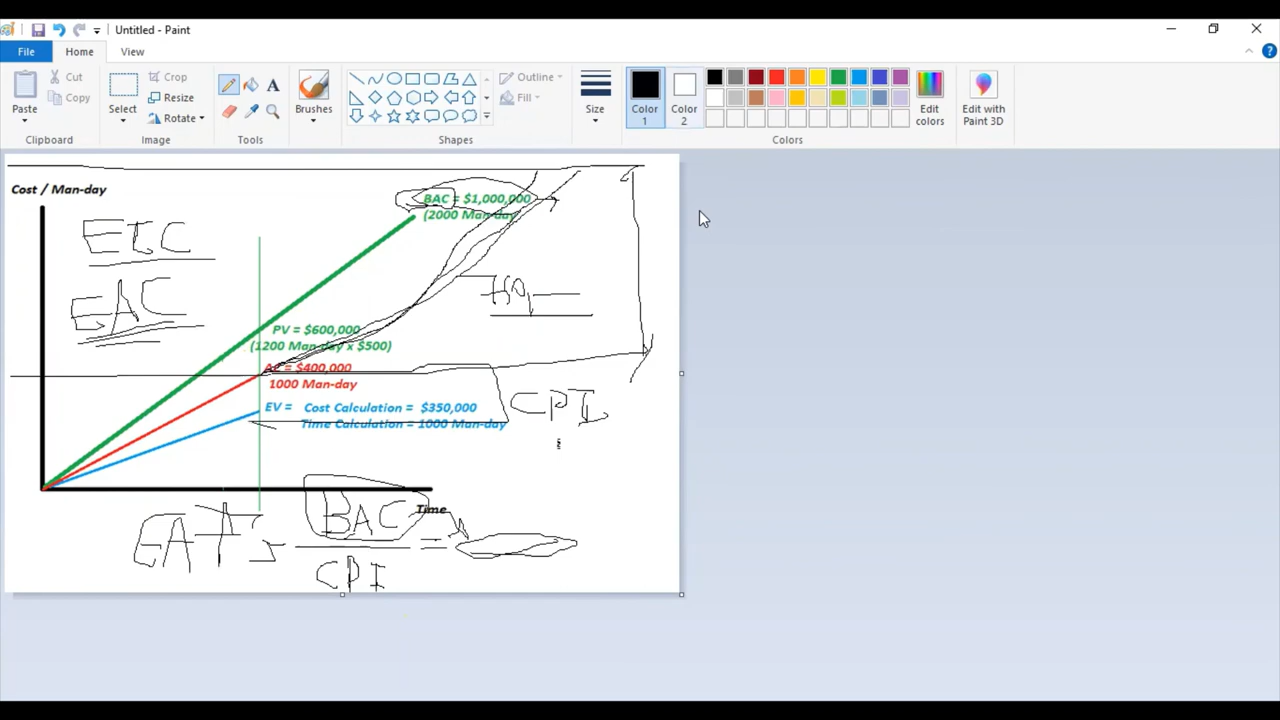 Untitled - Paint
File Home View
Cut Crop Outline
Copy Resize Fill
Paste Select Rotate Brushes Size Color 1 Color 2 Edit colors Edit with Paint 3D
Clipboard Image Tools Shapes Colors
Cost / Man-day
BAC = $1,000,000
(2000 Man-day
ETC
EAC
PV = $600,000
(1200 Man-day x $500)
AC = $400,000
1000 Man-day
EV = Cost Calculation = $350,000
Time Calculation = 1000 Man-day
CPI
Time
BAC
CPI